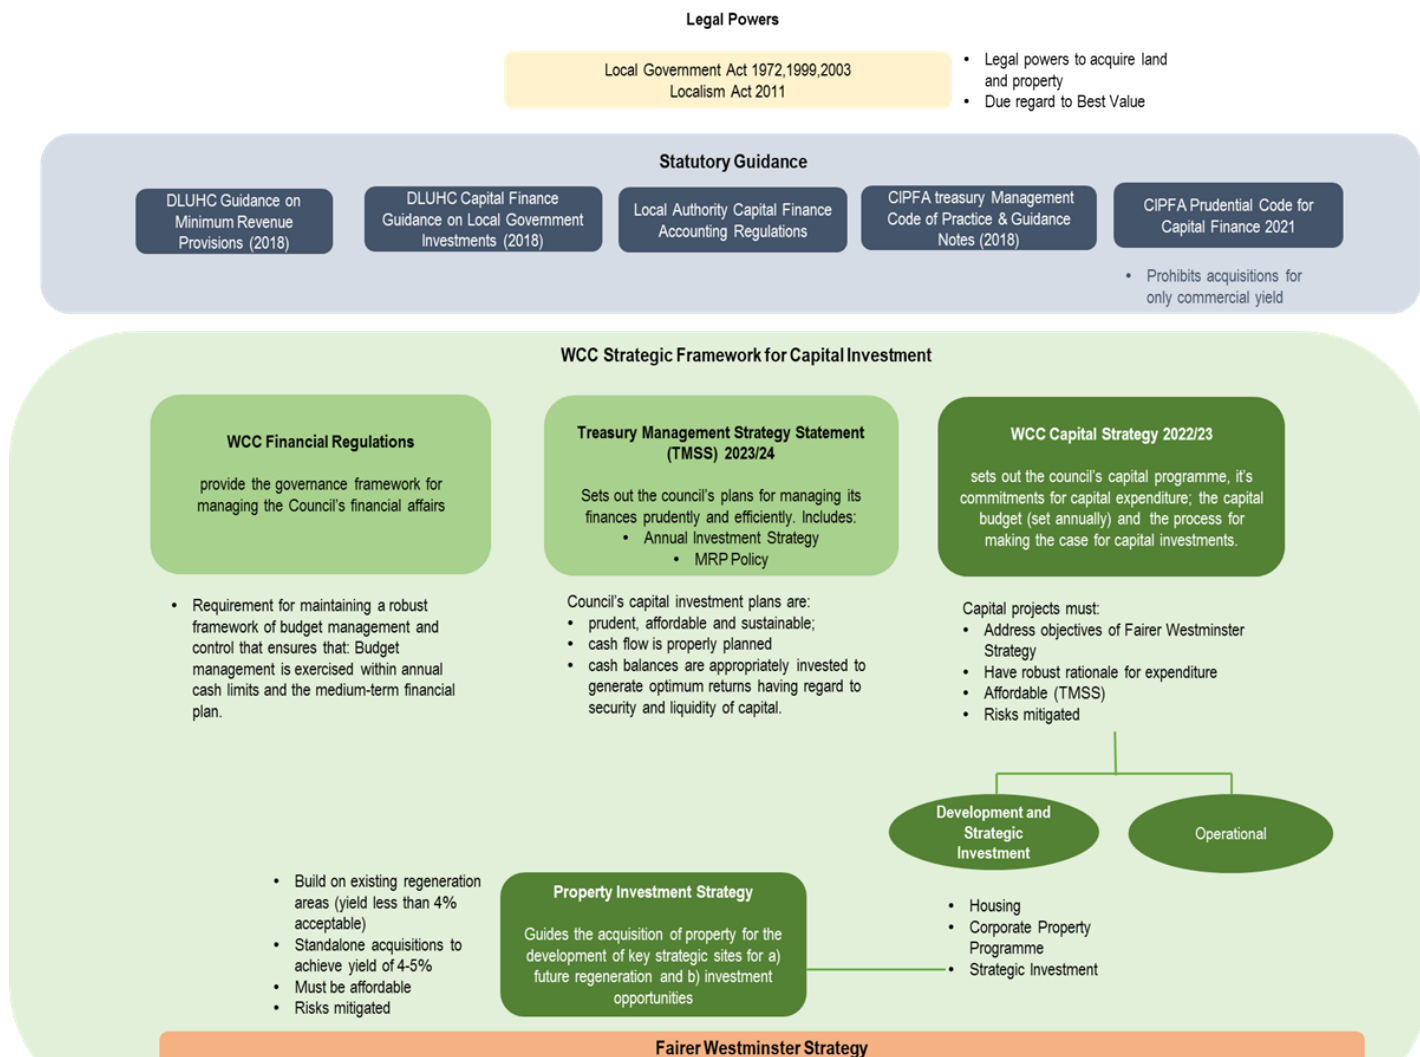 Legal Powers
Local Government Act 1972,1999,2003
Localism Act 2011
• Legal powers to acquire land
and property
• Due regard to Best Value
Statutory Guidance
DLUHC Guidance on
Minimum Revenue
Provisions (2018)
DLUHC Capital Finance
Guidance on Local Government
Investments (2018)
Local Authority Capital Finance
Accounting Regulations
CIPFA treasury Management
Code of Practice & Guidance
Notes (2018)
CIPFA Prudential Code for
Capital Finance 2021
• Prohibits acquisitions for
only commercial yield
WCC Strategic Framework for Capital Investment
WCC Financial Regulations
provide the governance framework for
managing the Council's financial affairs
• Requirement for maintaining a robust
framework of budget management and
control that ensures that: Budget
management is exercised within annual
cash limits and the medium-term financial
plan.
Treasury Management Strategy Statement
(TMSS) 2023/24
Sets out the council's plans for managing its
finances prudently and efficiently. Includes:
• Annual Investment Strategy
• MRP Policy
Council's capital investment plans are:
• prudent, affordable and sustainable;
• cash flow is properly planned
• cash balances are appropriately invested to
generate optimum returns having regard to
security and liquidity of capital.
WCC Capital Strategy 2022/23
sets out the council's capital programme, it's
commitments for capital expenditure; the capital
budget (set annually) and the process for
making the case for capital investments.
Capital projects must:
• Address objectives of Fairer Westminster
Strategy
• Have robust rationale for expenditure
• Affordable (TMSS)
• Risks mitigated
Development and
Strategic
Investment
Operational
• Housing
• Corporate Property
Programme
• Strategic Investment
Property Investment Strategy
Guides the acquisition of property for the
development of key strategic sites for a)
future regeneration and b) investment
opportunities
• Build on existing regeneration
areas (yield less than 4%
acceptable)
• Standalone acquisitions to
achieve yield of 4-5%
• Must be affordable
• Risks mitigated
Fairer Westminster Strategy